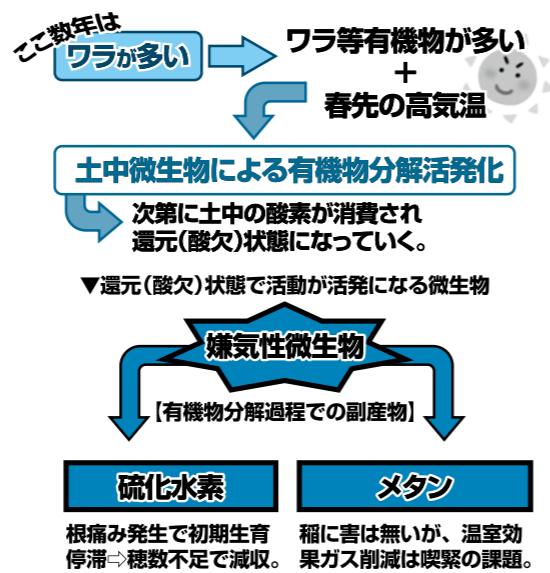 ここ数年は
ワラが多い
ワラ等有機物が多い
+
春先の高気温
土中微生物による有機物分解活発化
次第に土中の酸素が消費され
還元(酸欠)状態になっていく。
▼還元(酸欠)状態で活動が活発になる微生物
嫌気性微生物
【有機物分解過程での副産物】
硫化水素
根痛み発生で初期生育
停滞⇨穂数不足で減収。
メタン
稲に害は無いが、温室効
果ガス削減は喫緊の課題。